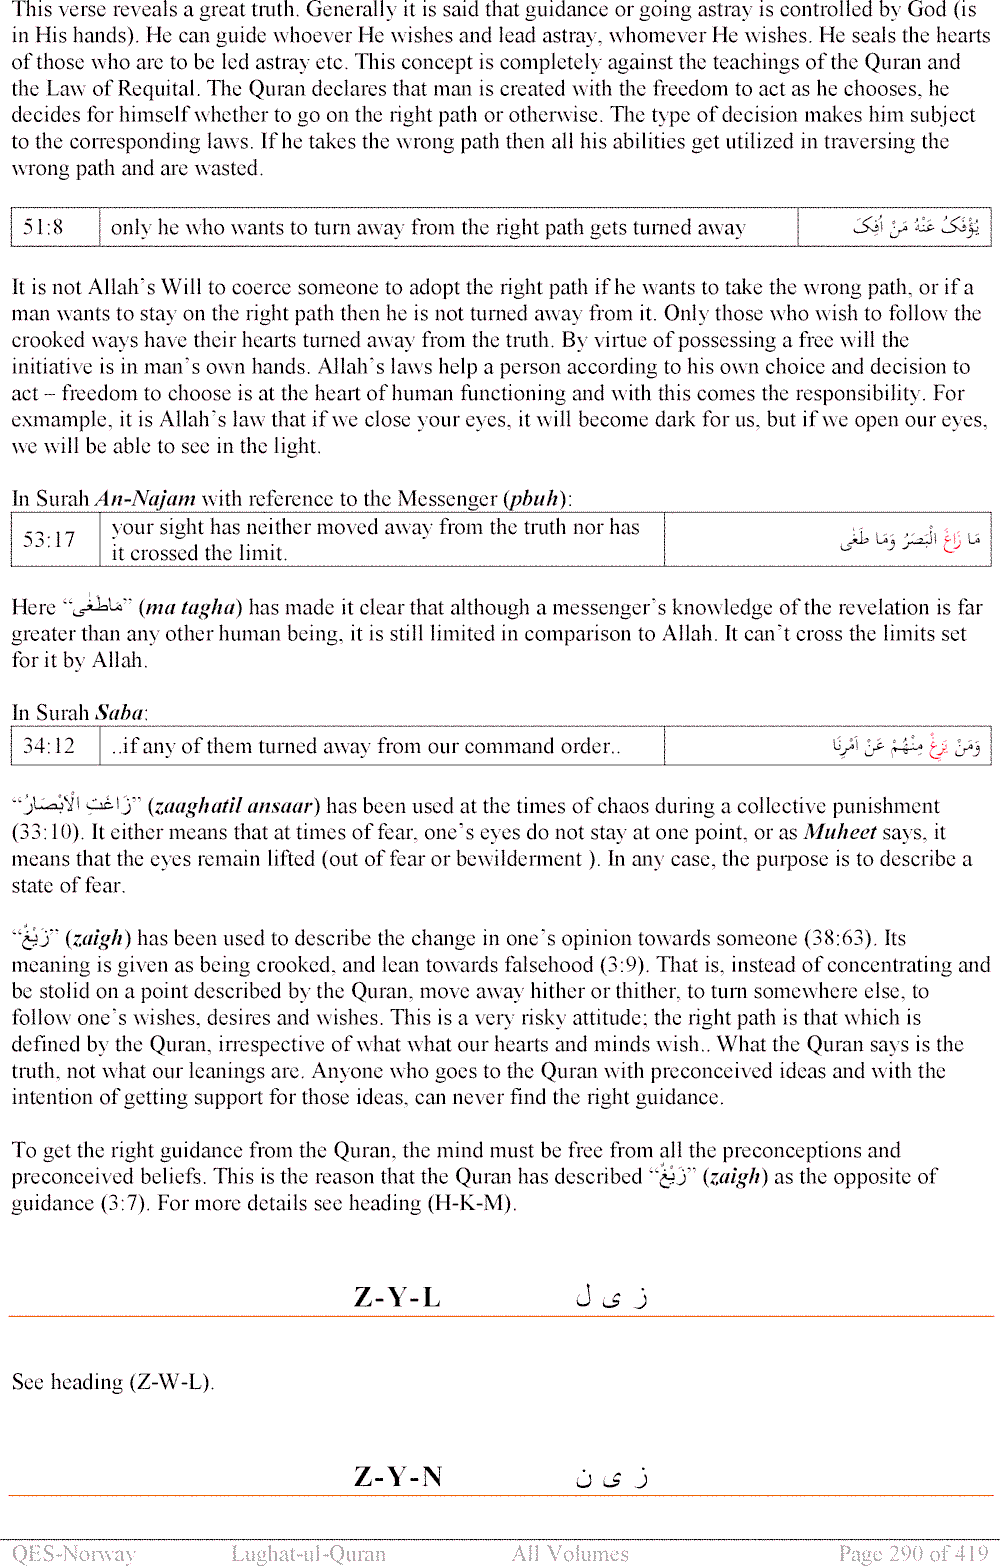 This verse reveals a great truth. Generally it is said that guidance or going astray is controlled by God (is
in His hands). He can guide whoever He wishes and lead astray, whomever He wishes. He seals the hearts
of those who are to be led astray etc. This concept is completely against the teachings of the Quran and
the Law of Requital. The Quran declares that man is created with the freedom to act as he chooses, he
decides for himself whether to go on the right path or otherwise. The type of decision makes him subject
to the corresponding laws. If he takes the wrong path then all his abilities get utilized in traversing the
wrong path and are wasted.
51:8 only he who wants to turn away from the right path gets turned away يُؤْفَكُ عَنْهُ مَنْ اُفِكَ
It is not Allah’s Will to coerce someone to adopt the right path if he wants to take the wrong path, or if a
man wants to stay on the right path then he is not turned away from it. Only those who wish to follow the
crooked ways have their hearts turned away from the truth. By virtue of possessing a free will the
initiative is in man’s own hands. Allah’s laws help a person according to his own choice and decision to
act – freedom to choose is at the heart of human functioning and with this comes the responsibility. For
exmample, it is Allah’s law that if we close your eyes, it will become dark for us, but if we open our eyes,
we will be able to see in the light.
In Surah An-Najam with reference to the Messenger (pbuh):
53:17 your sight has neither moved away from the truth nor has مَا زَاغَ الْبَصَرُ وَمَا طَغٰى
it crossed the limit.
Here “مَاطَغٰى” (ma tagha) has made it clear that although a messenger’s knowledge of the revelation is far
greater than any other human being, it is still limited in comparison to Allah. It can’t cross the limits set
for it by Allah.
In Surah Saba:
34:12 ..if any of them turned away from our command order.. وَمَنْ يَزِغْ مِنْهُمْ عَنْ اَمْرِنَا
“زَاغَتِ الْاَبْصَارُ” (zaaghatil ansaar) has been used at the times of chaos during a collective punishment
(33:10). It either means that at times of fear, one’s eyes do not stay at one point, or as Muheet says, it
means that the eyes remain lifted (out of fear or bewilderment ). In any case, the purpose is to describe a
state of fear.
“زَيْغٌ” (zaigh) has been used to describe the change in one’s opinion towards someone (38:63). Its
meaning is given as being crooked, and lean towards falsehood (3:9). That is, instead of concentrating and
be stolid on a point described by the Quran, move away hither or thither, to turn somewhere else, to
follow one’s wishes, desires and wishes. This is a very risky attitude; the right path is that which is
defined by the Quran, irrespective of what what our hearts and minds wish.. What the Quran says is the
truth, not what our leanings are. Anyone who goes to the Quran with preconceived ideas and with the
intention of getting support for those ideas, can never find the right guidance.
To get the right guidance from the Quran, the mind must be free from all the preconceptions and
preconceived beliefs. This is the reason that the Quran has described “زَيْغٌ” (zaigh) as the opposite of
guidance (3:7). For more details see heading (H-K-M).
Z-Y-L ز ی ل
See heading (Z-W-L).
Z-Y-N ز ی ن
QES-Norway Lughat-ul-Quran All Volumes Page 290 of 419